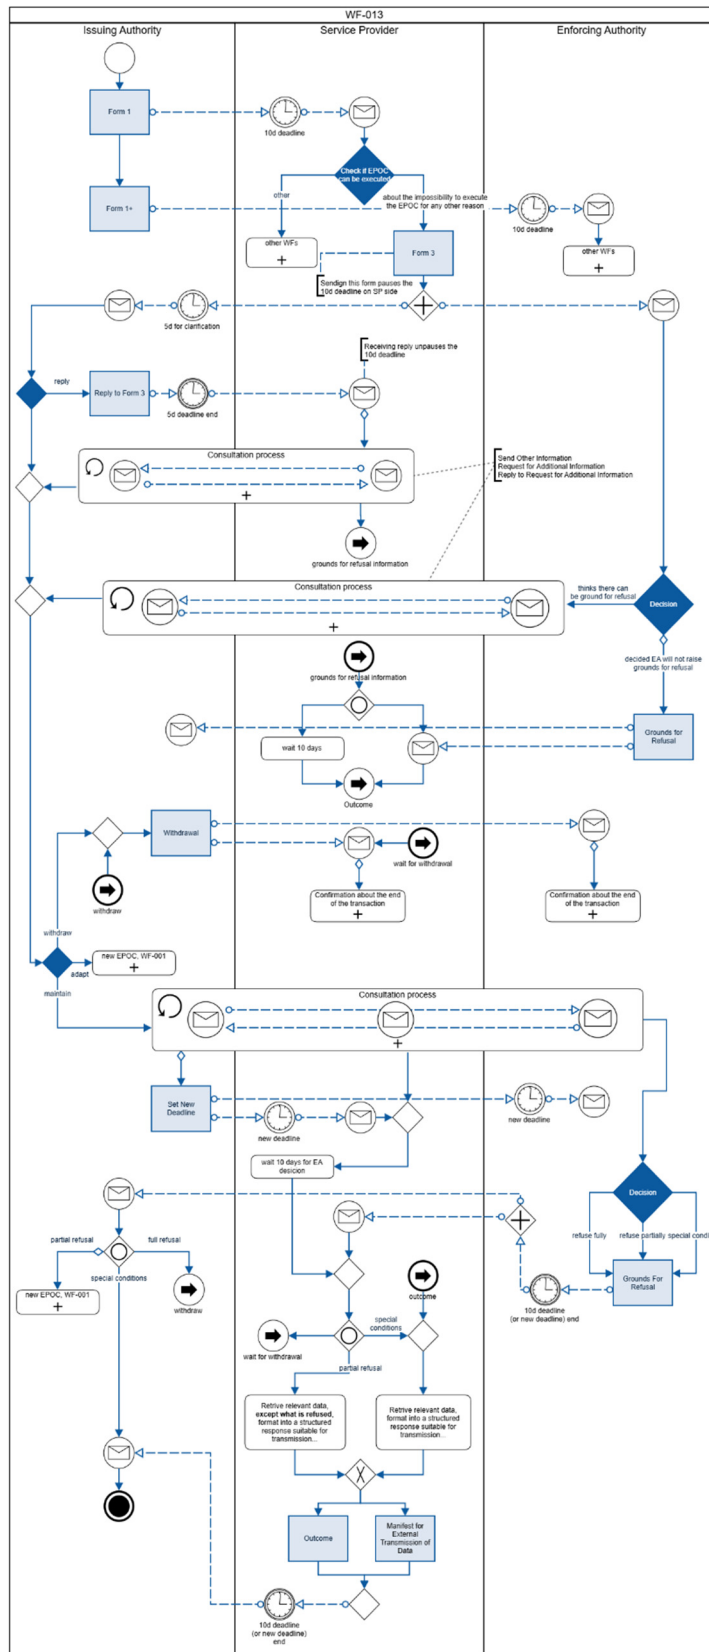 WF-013
Issuing Authority
Service Provider
Enforcing Authority
Form 1
10d deadline
Check if EPOC
can be executed
other
about the impossibility to execute
the EPOC for any other reason
Form 1+
10d deadline
other WFs
+
Form 3
other WFs
+
Sendign this form pauses the
10d deadline on SP side
5d for clarification
Receiving reply unpauses the
10d deadline
reply
Reply to Form 3
5d deadline end
Consultation process
+
Send Other Information
Request for Additional Information
Reply to Request for Additional Information
grounds for refusal information
Consultation process
+
thinks there can
be ground for refusal
Decision
decided EA will not raise
grounds for refusal
grounds for refusal information
wait 10 days
Grounds for
Refusal
Outcome
Withdrawal
wait for withdrawal
withdraw
Confirmation about the end
of the transaction
+
Confirmation about the end
of the transaction
+
withdraw
new EPOC, WF-001
+
adapt
maintain
Consultation process
+
Set New
Deadline
new deadline
new deadline
wait 10 days for EA
desicion
Decision
partial refusal
full refusal
refuse fully
refuse partially
special condi
special conditions
new EPOC, WF-001
+
withdraw
outcome
10d deadline
(or new deadline) end
Grounds For
Refusal
special
conditions
wait for withdrawal
partial refusal
Retrive relevant data,
except what is refused,
format into a structured
response suitable for
transmission...
Retrive relevant data,
format into a structured
response suitable for
transmission...
X
Outcome
Manifest for
External
Transmission of
Data
10d deadline
(or new deadline)
end